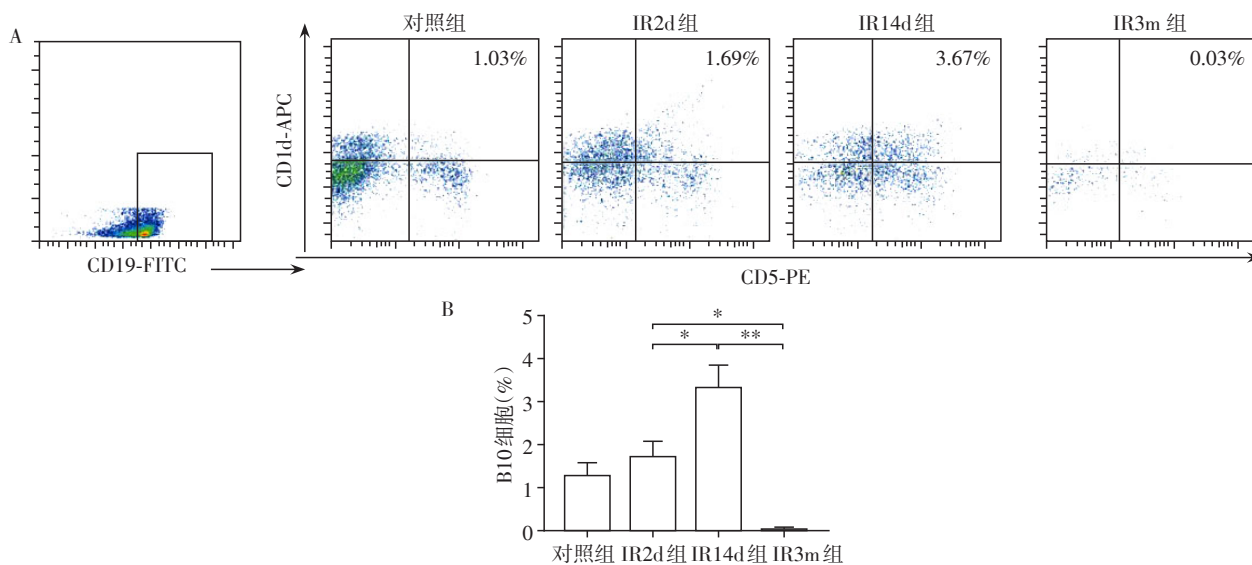 A
对照组
IR2d组
IR14d组
IR3m 组
1.03%
1.69%
3.67%
0.03%
CD1d-APC
CD19-FITC
CD5-PE
B
*
* **
5
4
3
2
1
0
B10细胞(%)
对照组 IR2d组 IR14d组 IR3m组